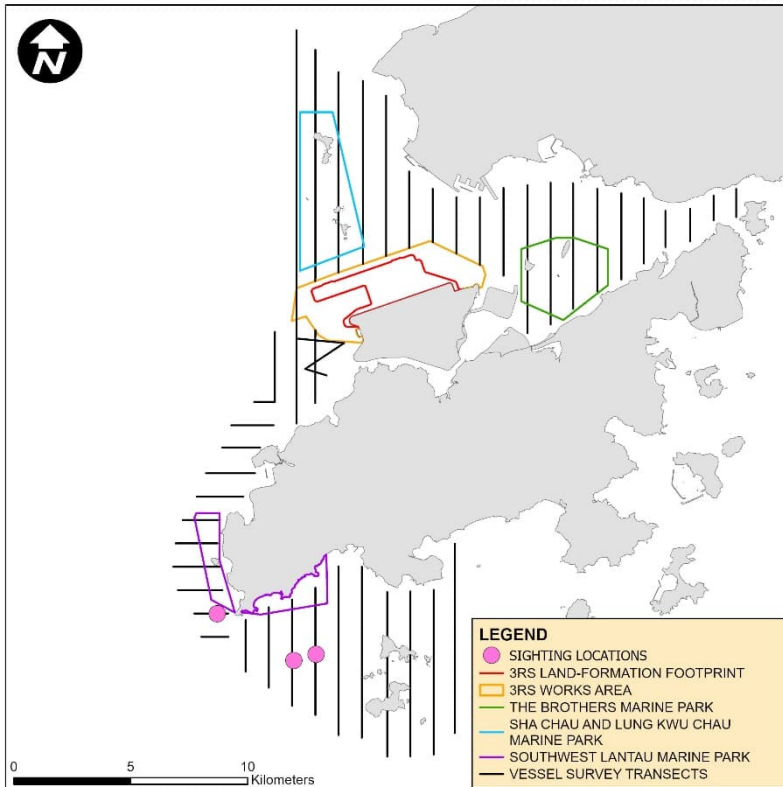 N
LEGEND
SIGHTING LOCATIONS
3RS LAND-FORMATION FOOTPRINT
3RS WORKS AREA
THE BROTHERS MARINE PARK
SHA CHAU AND LUNG KWU CHAU
MARINE PARK
SOUTHWEST LANTAU MARINE PARK
VESSEL SURVEY TRANSECTS
0 5 10
Kilometers